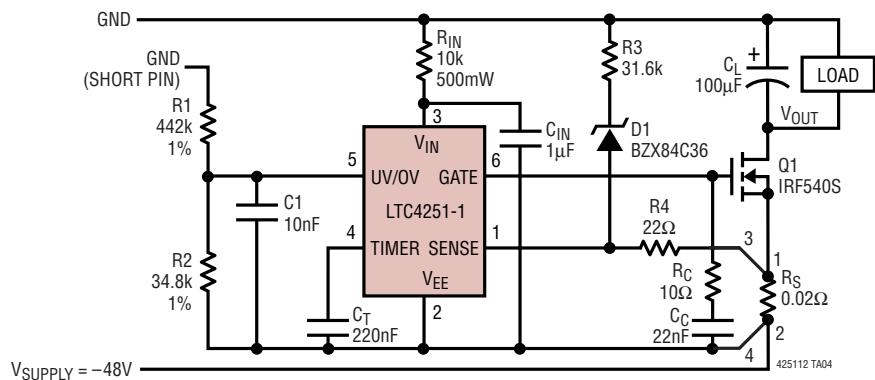 GND
GND
(SHORT PIN)
R1
442k
1%
R2
34.8k
1%
C1
10nF
RIN
10k
500mW
3
VIN
5
UV/OV
GATE
6
LTC4251-1
4
TIMER
SENSE
1
VEE
2
CT
220nF
CIN
1µF
R3
31.6k
D1
BZX84C36
R4
22Ω
RC
10Ω
CC
22nF
+
CL
100µF
LOAD
VOUT
Q1
IRF540S
3
1
RS
0.02Ω
2
4
VSUPPLY = –48V
425112 TA04